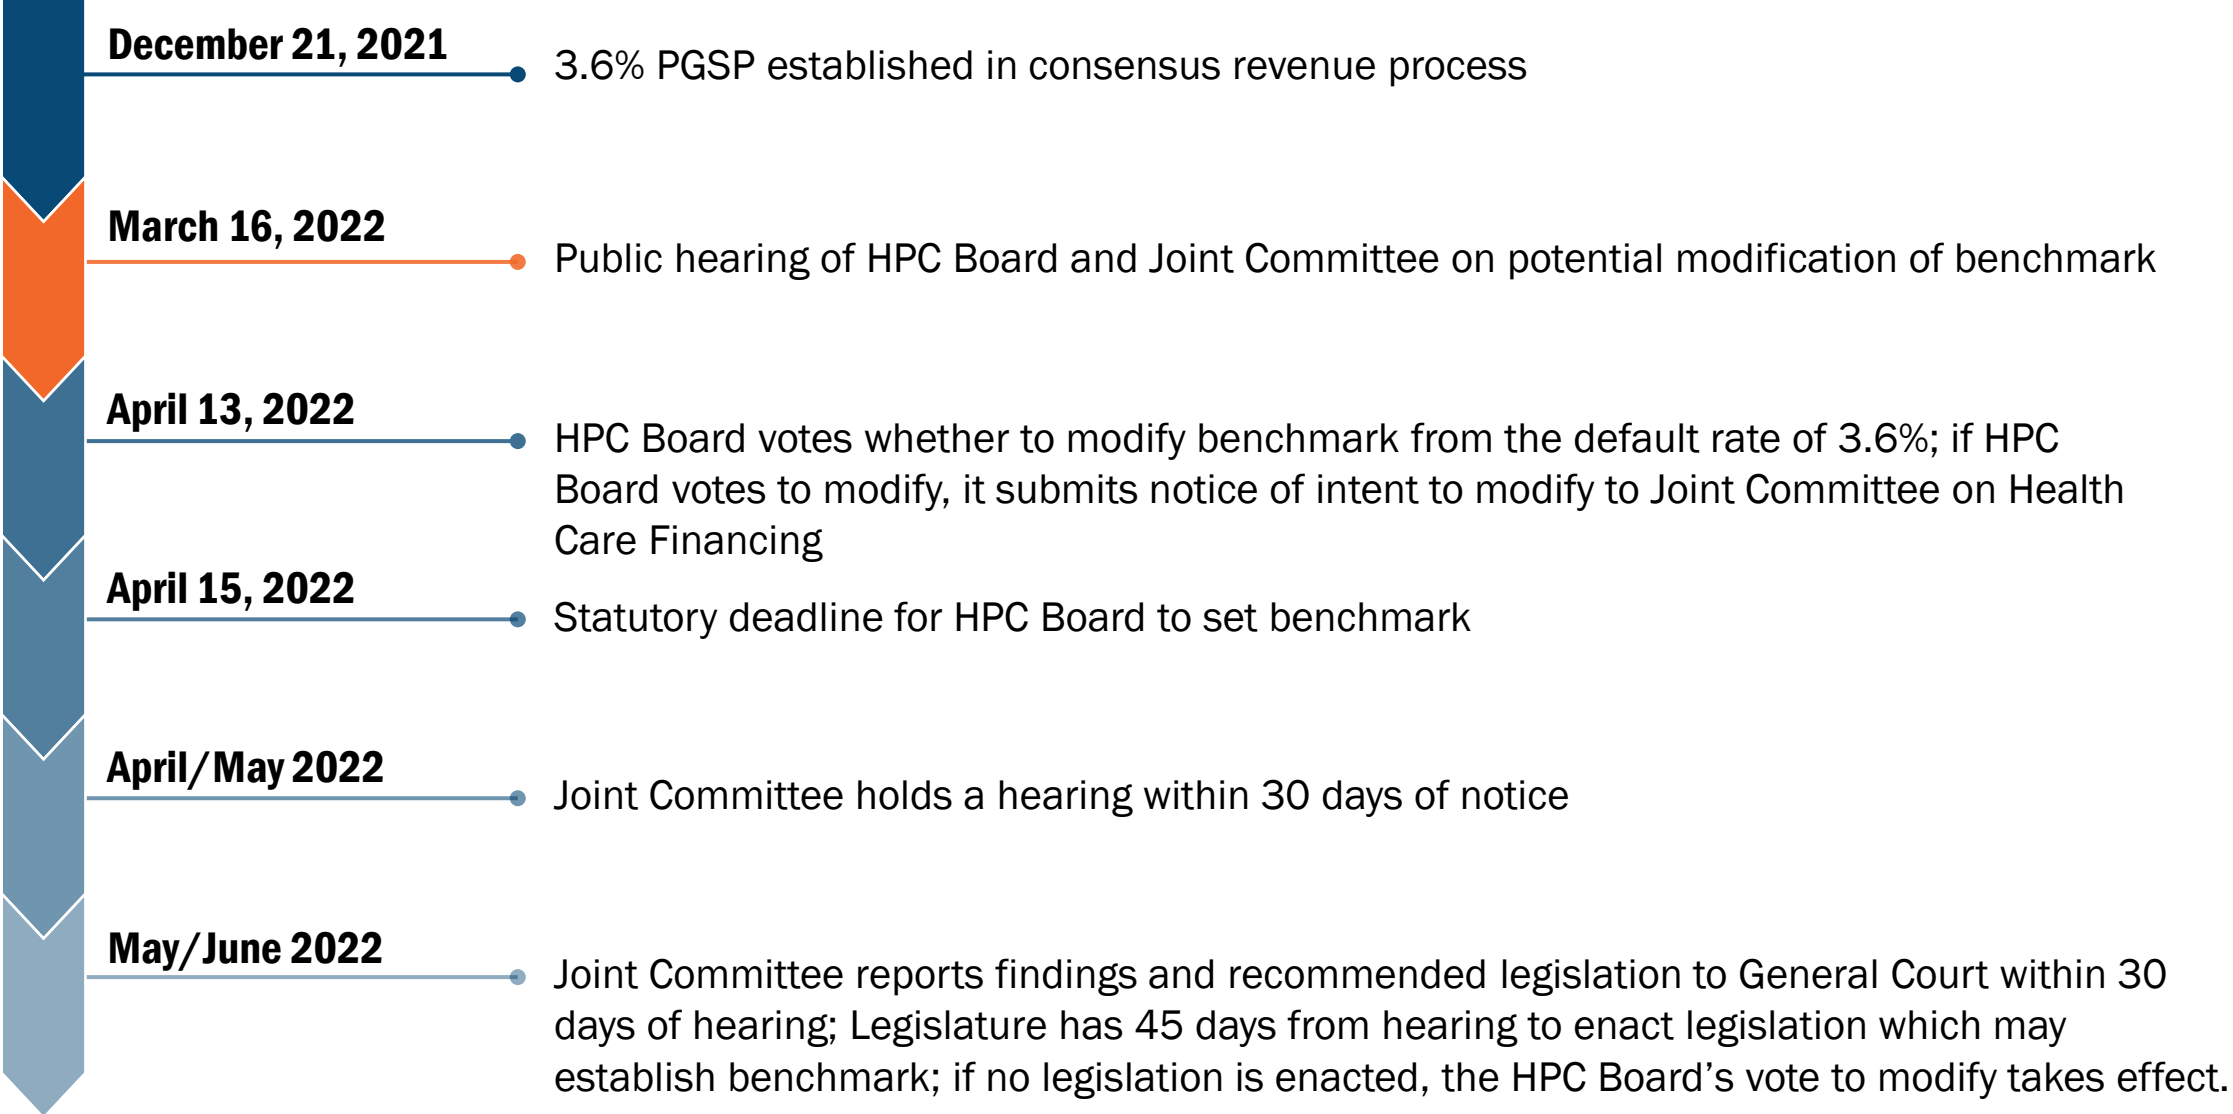 December 21, 2021
3.6% PGSP established in consensus revenue process
March 16, 2022
Public hearing of HPC Board and Joint Committee on potential modification of benchmark
April 13, 2022
HPC Board votes whether to modify benchmark from the default rate of 3.6%; if HPC
Board votes to modify, it submits notice of intent to modify to Joint Committee on Health
Care Financing
April 15, 2022
Statutory deadline for HPC Board to set benchmark
April/May 2022
Joint Committee holds a hearing within 30 days of notice
May/June 2022
Joint Committee reports findings and recommended legislation to General Court within 30
days of hearing; Legislature has 45 days from hearing to enact legislation which may
establish benchmark; if no legislation is enacted, the HPC Board’s vote to modify takes effect.